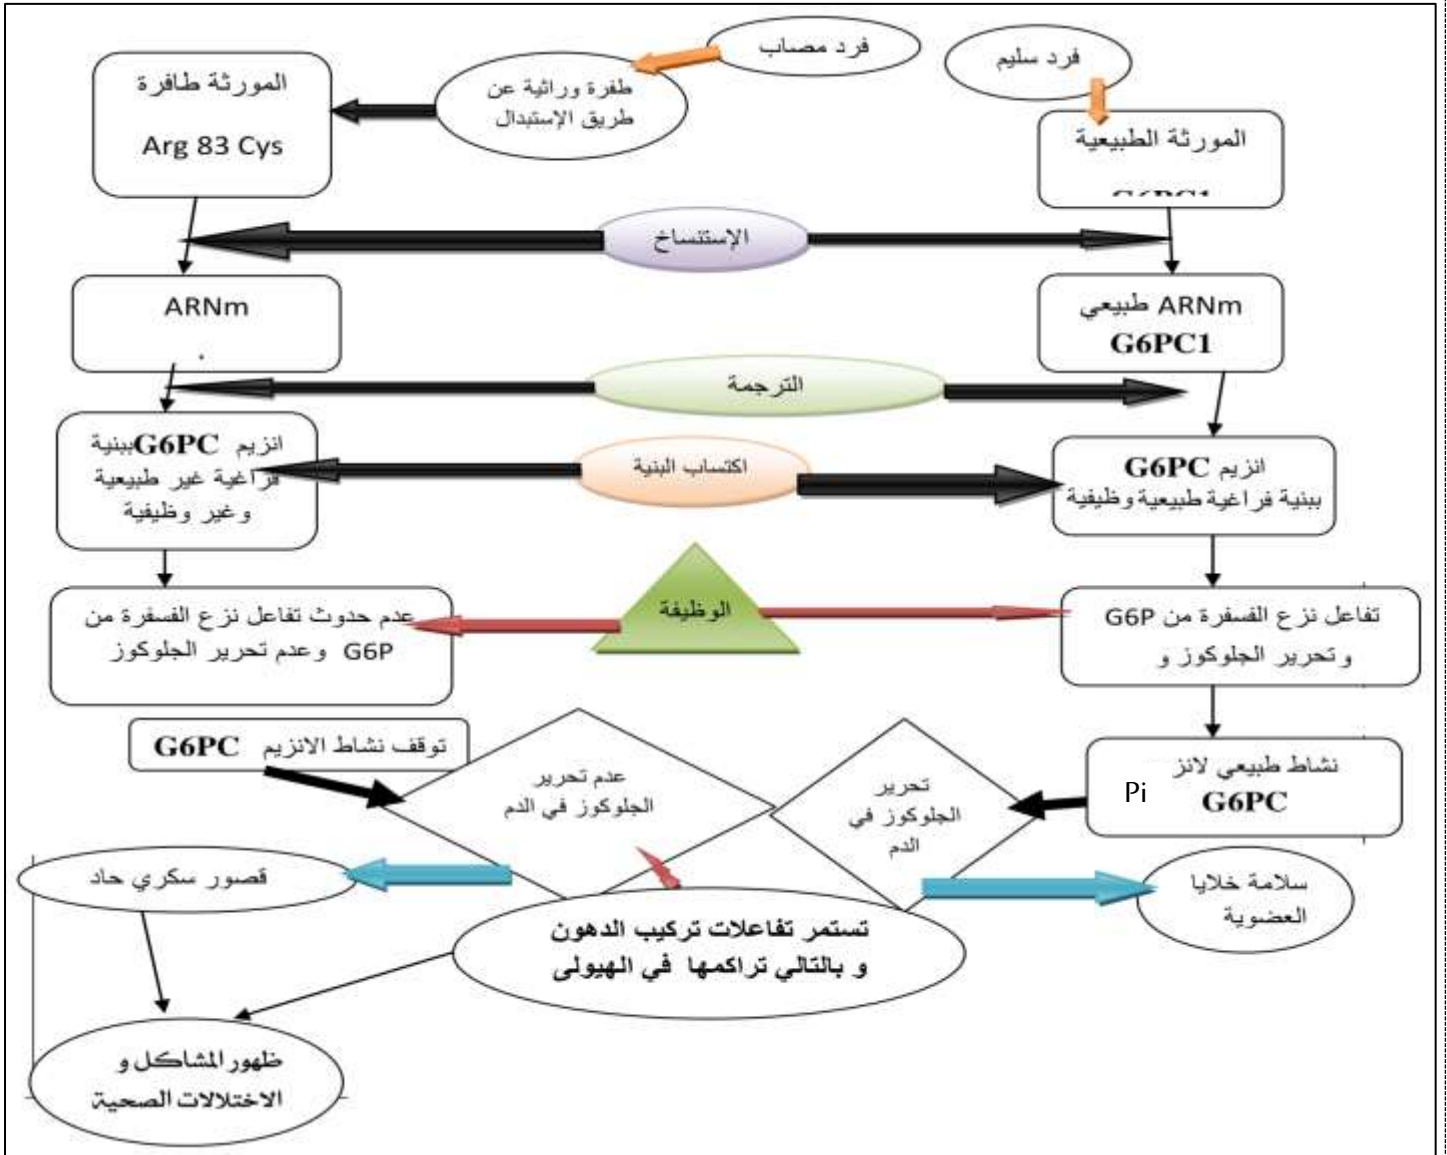 فرد مصاب
فرد سليم
طفرة وراثية عن
طريق الإستبدال
المورثة طافرة
Arg 83 Cys
المورثة الطبيعية
الإستنساخ
ARNm
ARNm طبيعي
G6PC1
الترجمة
انزيم G6PC ببنية
فراغية غير طبيعية
وغير وظيفية
اكتساب البنية
انزيم G6PC
ببنية فراغية طبيعية وظيفية
الوظيفة
عدم حدوث تفاعل نزع الفسفرة من
G6P وعدم تحرير الجلوكوز
تفاعل نزع الفسفرة من G6P
و تحرير الجلوكوز و
توقف نشاط الانزيم G6PC
عدم تحرير
الجلوكوز في الدم
تحرير
الجلوكوز في
الدم
نشاط طبيعي لانز
Pi
G6PC
قصور سكري حاد
سلامة خلايا
العضوية
تستمر تفاعلات تركيب الدهون
و بالتالي تراكمها في الهيولى
ظهور المشاكل و
الاختلالات الصحية